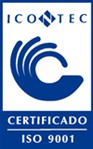 ICONTEC
CERTIFICADO
ISO 9001